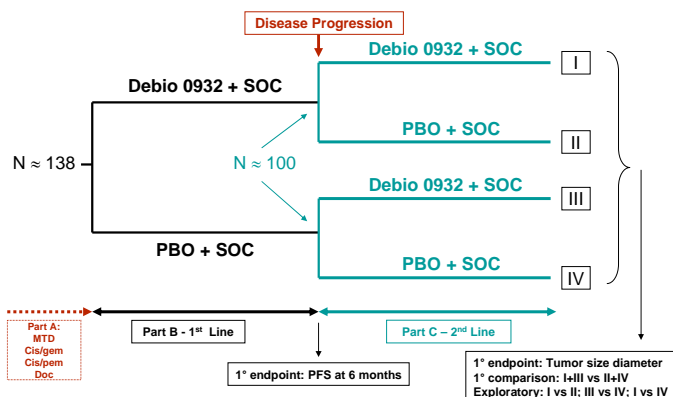 Disease Progression
Debio 0932 + SOC
I
Debio 0932 + SOC
PBO + SOC
II
N ≈ 138
N ≈ 100
Debio 0932 + SOC
III
PBO + SOC
PBO + SOC
IV
Part A:
MTD
Cis/gem
Cis/pem
Doc
Part B - 1st Line
Part C – 2nd Line
1° endpoint: PFS at 6 months
1° endpoint: Tumor size diameter
1° comparison: I+III vs II+IV
Exploratory: I vs II; III vs IV; I vs IV